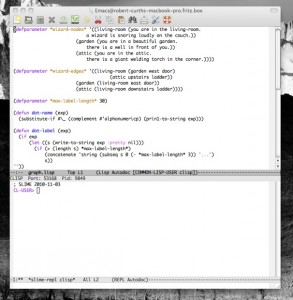 Emacs@robert-curths-macbook-pro.fritz.box
(defparameter *wizard-nodes* '((living-room (you are in the living-room.
a wizard is snoring loudly on the couch.))
(garden (you are in a beautiful garden.
there is a well in front of you.))
(attic (you are in the attic.
there is a giant welding torch in the corner.))))
(defparameter *wizard-edges* '((living-room (garden west door)
(attic upstairs ladder))
(garden (living-room east door))
(attic (living-room downstairs ladder))))
(defparameter *max-label-length* 30)
(defun dot-name (exp)
(substitute-if #\_ (complement #'alphanumericp) (prin1-to-string exp)))
(defun dot-label (exp)
(if exp
(let ((s (write-to-string exp :pretty nil)))
(if (> (length s) *max-label-length*)
(concatenate 'string (subseq s 0 (- *max-label-length* 3)) "...")
s))
""))
graph.lisp Top L1 (Lisp Autodoc [COMMON-LISP-USER clisp])
Lisp Port: 53168 Pid: 5049
; SLIME 2010-11-03
CL-USER>
1:** *slime-repl clisp* All L2 (REPL Autodoc)